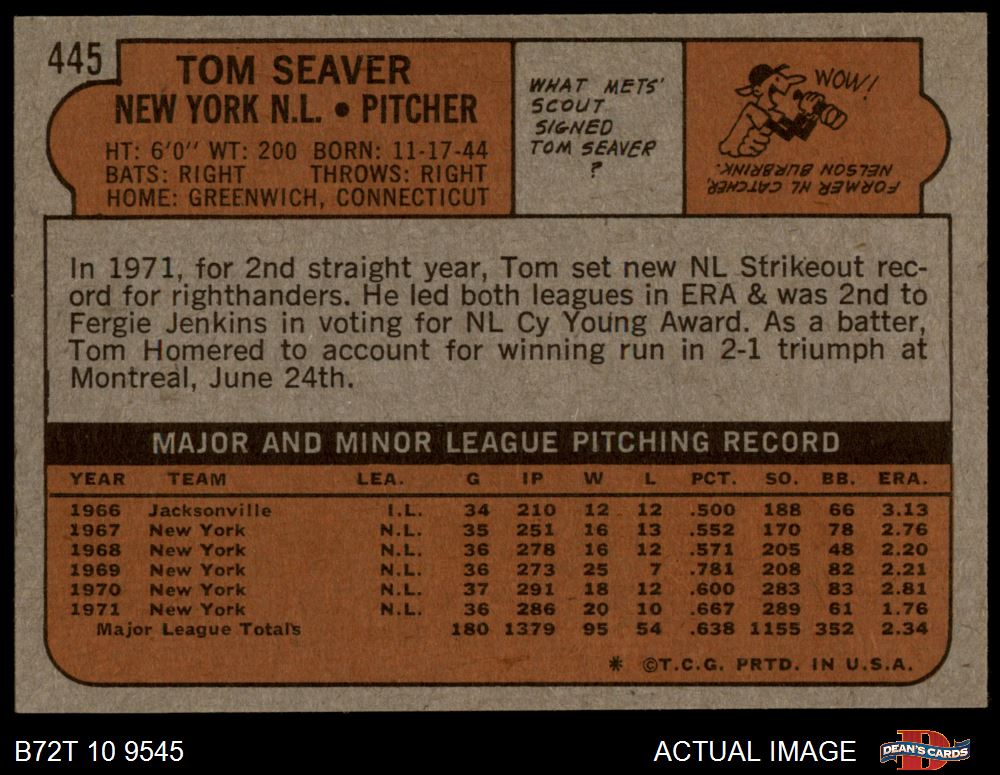 445
TOM SEAVER
NEW YORK N.L. • PITCHER
HT: 6'0" WT: 200 BORN: 11-17-44
BATS: RIGHT THROWS: RIGHT
HOME: GREENWICH, CONNECTICUT
WHAT METS'
SCOUT
SIGNED
TOM SEAVER
?
WOW!
FORMER ZN CATCHER,
NELSON BURBRINK.
In 1971, for 2nd straight year, Tom set new NL Strikeout rec-
ord for righthanders. He led both leagues in ERA & was 2nd to
Fergie Jenkins in voting for NL Cy Young Award. As a batter,
Tom Homered to account for winning run in 2-1 triumph at
Montreal, June 24th.
MAJOR AND MINOR LEAGUE PITCHING RECORD
YEAR TEAM LEA. G IP W L PCT. SO. BB. ERA.
1966 Jacksonville I.L. 34 210 12 12 .500 188 66 3.13
1967 New York N.L. 35 251 16 13 .552 170 78 2.76
1968 New York N.L. 36 278 16 12 .571 205 48 2.20
1969 New York N.L. 36 273 25 7 .781 208 82 2.21
1970 New York N.L. 37 291 18 12 .600 283 83 2.81
1971 New York N.L. 36 286 20 10 .667 289 61 1.76
Major League Totals 180 1379 95 54 .638 1155 352 2.34
* ©T.C.G. PRTD. IN U.S.A.
B72T 10 9545
ACTUAL IMAGE
D
DEAN'S CARDS